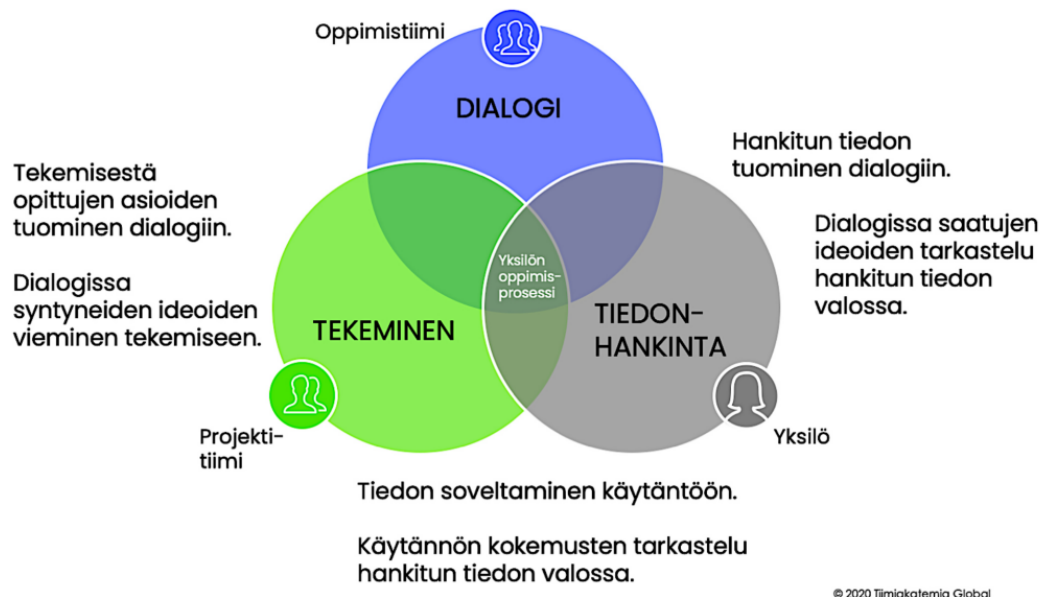 Oppimistiimi
DIALOGI
Tekemisestä
opittujen asioiden
tuominen dialogiin.
Dialogissa
syntyneiden ideoiden
vieminen tekemiseen.
Hankitun tiedon
tuominen dialogiin.
Dialogissa saatujen
ideoiden tarkastelu
hankitun tiedon
valossa.
Yksilön
oppimis-
prosessi
TEKEMINEN
TIEDON-
HANKINTA
Projekti-
tiimi
Yksilö
Tiedon soveltaminen käytäntöön.
Käytännön kokemusten tarkastelu
hankitun tiedon valossa.
© 2020 Tiimiakatemia Global